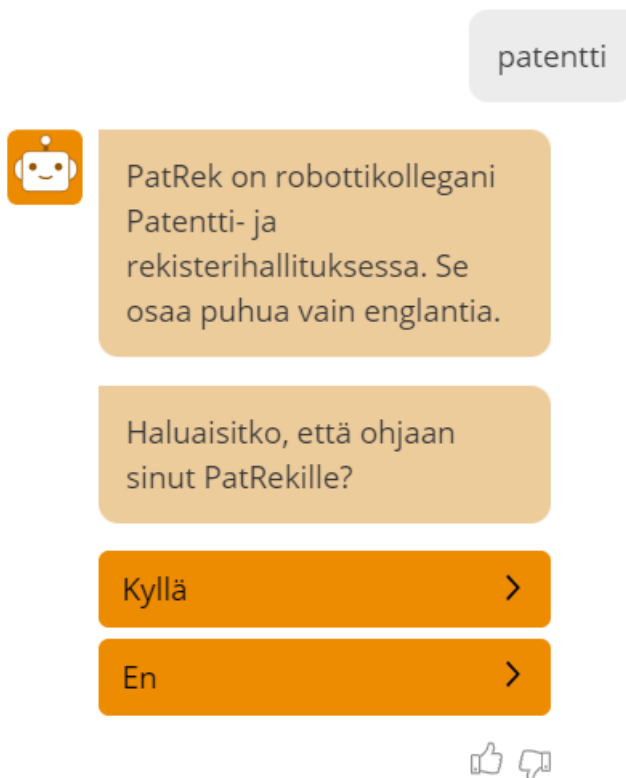 patentti
PatRek on robottikollegani
Patentti- ja
rekisterihallituksessa. Se
osaa puhua vain englantia.
Haluaisitko, että ohjaan
sinut PatRekille?
Kyllä
En